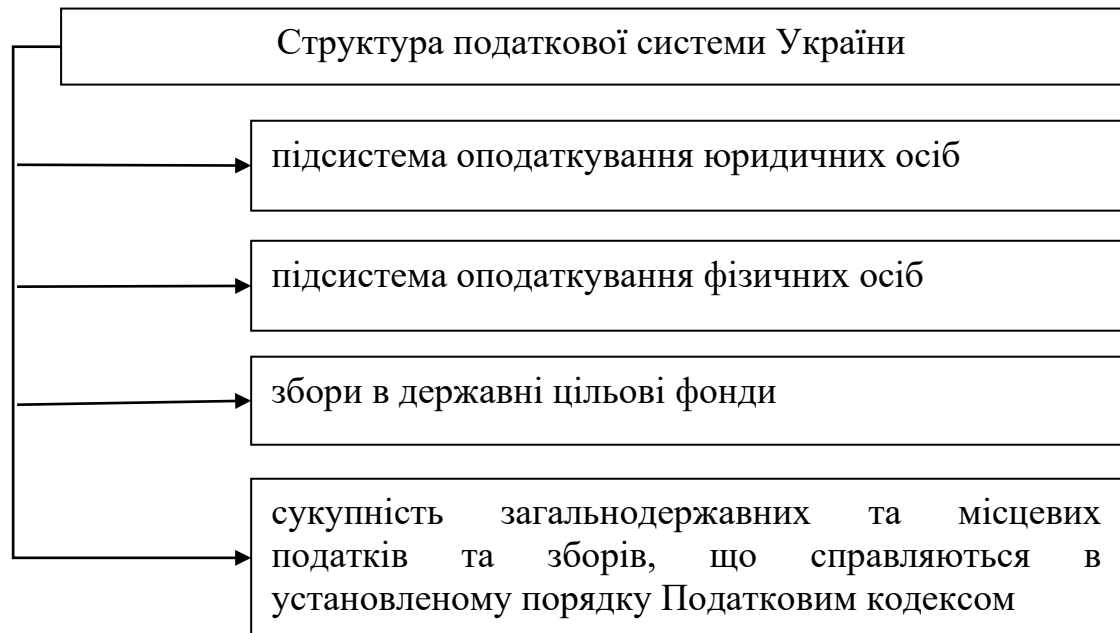 Структура податкової системи України
підсистема оподаткування юридичних осіб
підсистема оподаткування фізичних осіб
збори в державні цільові фонди
сукупність загальнодержавних та місцевих
податків та зборів, що справляються в
установленому порядку Податковим кодексом